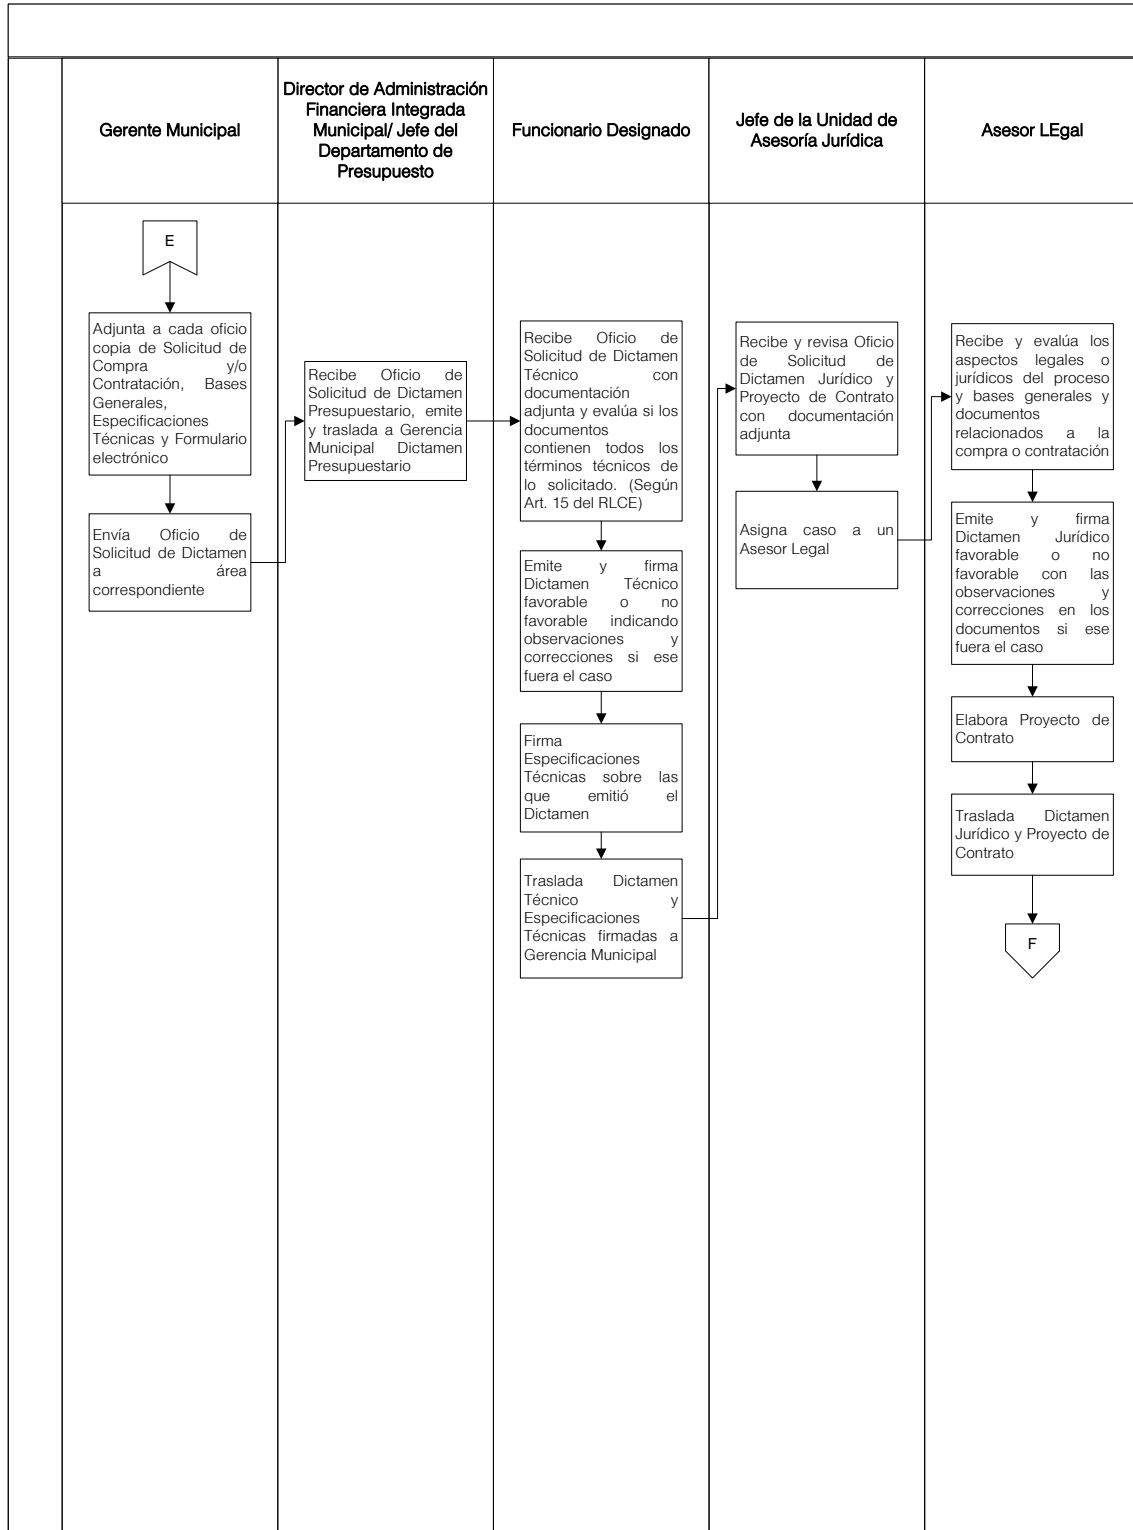 Gerente Municipal
Director de Administración
Financiera Integrada
Municipal/ Jefe del
Departamento de
Presupuesto
Funcionario Designado
Jefe de la Unidad de
Asesoría Jurídica
Asesor LEgal
E
Adjunta a cada oficio
copia de Solicitud de
Compra y/o
Contratación, Bases
Generales,
Especificaciones
Técnicas y Formulario
electrónico
Envía Oficio de
Solicitud de Dictamen
a área
correspondiente
Recibe Oficio de
Solicitud de Dictamen
Presupuestario, emite
y traslada a Gerencia
Municipal Dictamen
Presupuestario
Recibe Oficio de
Solicitud de Dictamen
Técnico con
documentación
adjunta y evalúa si los
documentos
contienen todos los
términos técnicos de
lo solicitado. (Según
Art. 15 del RLCE)
Emite y firma
Dictamen Técnico
favorable o no
favorable indicando
observaciones y
correcciones si ese
fuera el caso
Firma
Especificaciones
Técnicas sobre las
que emitió el
Dictamen
Traslada Dictamen
Técnico y
Especificaciones
Técnicas firmadas a
Gerencia Municipal
Recibe y revisa Oficio
de Solicitud de
Dictamen Jurídico y
Proyecto de Contrato
con documentación
adjunta
Asigna caso a un
Asesor Legal
Recibe y evalúa los
aspectos legales o
jurídicos del proceso
y bases generales y
documentos
relacionados a la
compra o contratación
Emite y firma
Dictamen Jurídico
favorable o no
favorable con las
observaciones y
correcciones en los
documentos si ese
fuera el caso
Elabora Proyecto de
Contrato
Traslada Dictamen
Jurídico y Proyecto de
Contrato
F